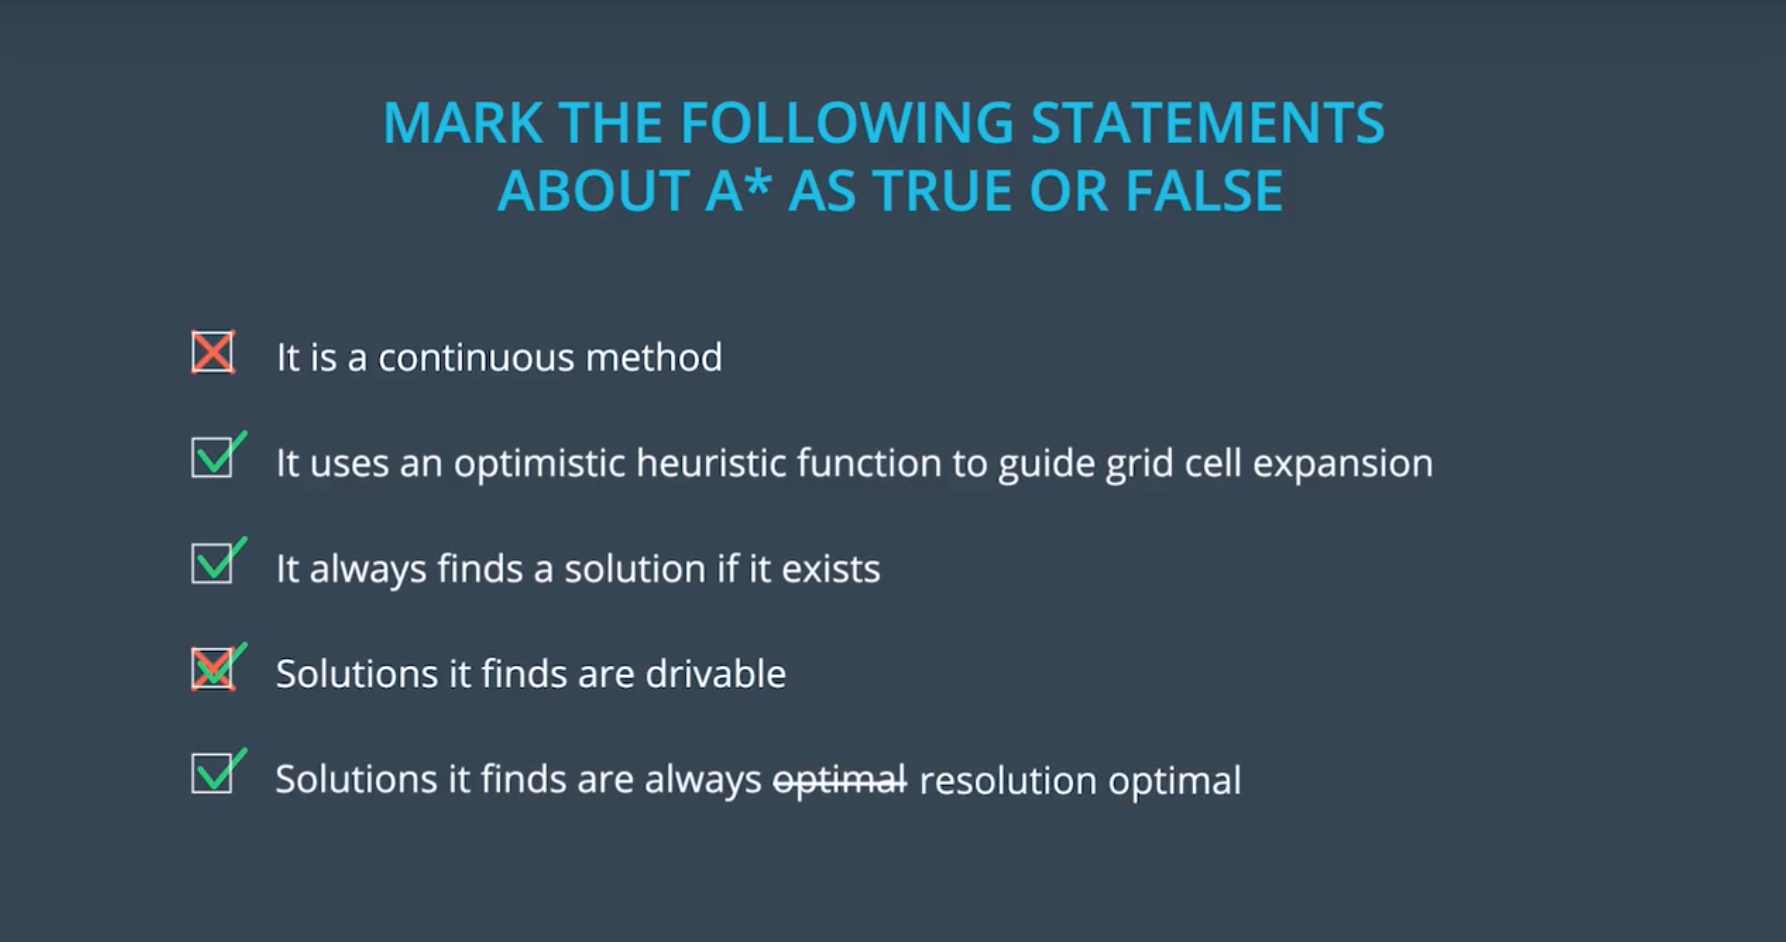 MARK THE FOLLOWING STATEMENTS
ABOUT A* AS TRUE OR FALSE
It is a continuous method
It uses an optimistic heuristic function to guide grid cell expansion
It always finds a solution if it exists
Solutions it finds are drivable
Solutions it finds are always optimal resolution optimal